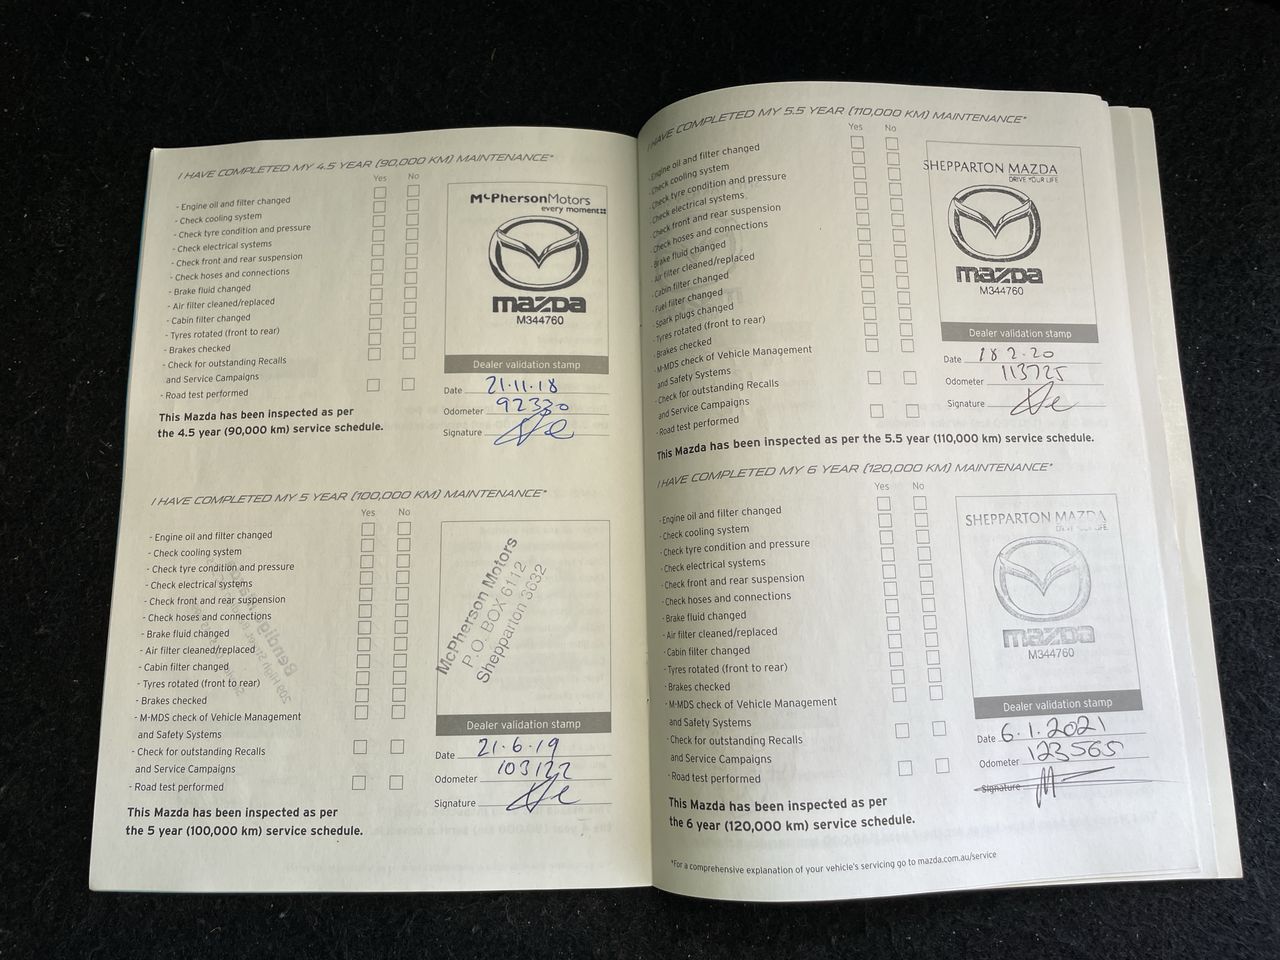 I HAVE COMPLETED MY 4.5 YEAR (90,000 KM) MAINTENANCE*
Yes No
- Engine oil and filter changed
- Check cooling system
- Check tyre condition and pressure
- Check electrical systems
- Check front and rear suspension
- Check hoses and connections
- Brake fluid changed
- Air filter cleaned/replaced
- Cabin filter changed
- Tyres rotated (front to rear)
- Brakes checked
- Check for outstanding Recalls
and Service Campaigns
- Road test performed
This Mazda has been inspected as per
the 4.5 year (90,000 km) service schedule.
McPhersonMotors
every moment
mazda
M344760
Dealer validation stamp
Date 21.11.18
Odometer 92330
Signature
I HAVE COMPLETED MY 5 YEAR (100,000 KM) MAINTENANCE*
Yes No
- Engine oil and filter changed
- Check cooling system
- Check tyre condition and pressure
- Check electrical systems
- Check front and rear suspension
- Check hoses and connections
- Brake fluid changed
- Air filter cleaned/replaced
- Cabin filter changed
- Tyres rotated (front to rear)
- Brakes checked
- M-MDS check of Vehicle Management
and Safety Systems
- Check for outstanding Recalls
and Service Campaigns
- Road test performed
This Mazda has been inspected as per
the 5 year (100,000 km) service schedule.
McPherson Motors
P.O. BOX 6112
Shepparton 3632
Dealer validation stamp
Date 21.6.19
Odometer 103122
Signature
I HAVE COMPLETED MY 5.5 YEAR (110,000 KM) MAINTENANCE*
Yes No
- Engine oil and filter changed
- Check cooling system
- Check tyre condition and pressure
- Check electrical systems
- Check front and rear suspension
- Check hoses and connections
- Brake fluid changed
- Air filter cleaned/replaced
- Cabin filter changed
- Fuel filter changed
- Spark plugs changed
- Tyres rotated (front to rear)
- Brakes checked
- M-MDS check of Vehicle Management
and Safety Systems
- Check for outstanding Recalls
and Service Campaigns
- Road test performed
This Mazda has been inspected as per the 5.5 year (110,000 km) service schedule.
SHEPPARTON MAZDA
DRIVE YOUR LIFE
mazda
M344760
Dealer validation stamp
Date 18 2.20
Odometer 113725
Signature
I HAVE COMPLETED MY 6 YEAR (120,000 KM) MAINTENANCE*
Yes No
- Engine oil and filter changed
- Check cooling system
- Check tyre condition and pressure
- Check electrical systems
- Check front and rear suspension
- Check hoses and connections
- Brake fluid changed
- Air filter cleaned/replaced
- Cabin filter changed
- Tyres rotated (front to rear)
- Brakes checked
- M-MDS check of Vehicle Management
and Safety Systems
- Check for outstanding Recalls
and Service Campaigns
- Road test performed
This Mazda has been inspected as per
the 6 year (120,000 km) service schedule.
SHEPPARTON MAZDA
DRIVE YOUR LIFE
mazda
M344760
Dealer validation stamp
Date 6.1.2021
Odometer 123565
Signature
*For a comprehensive explanation of your vehicle's servicing go to mazda.com.au/service